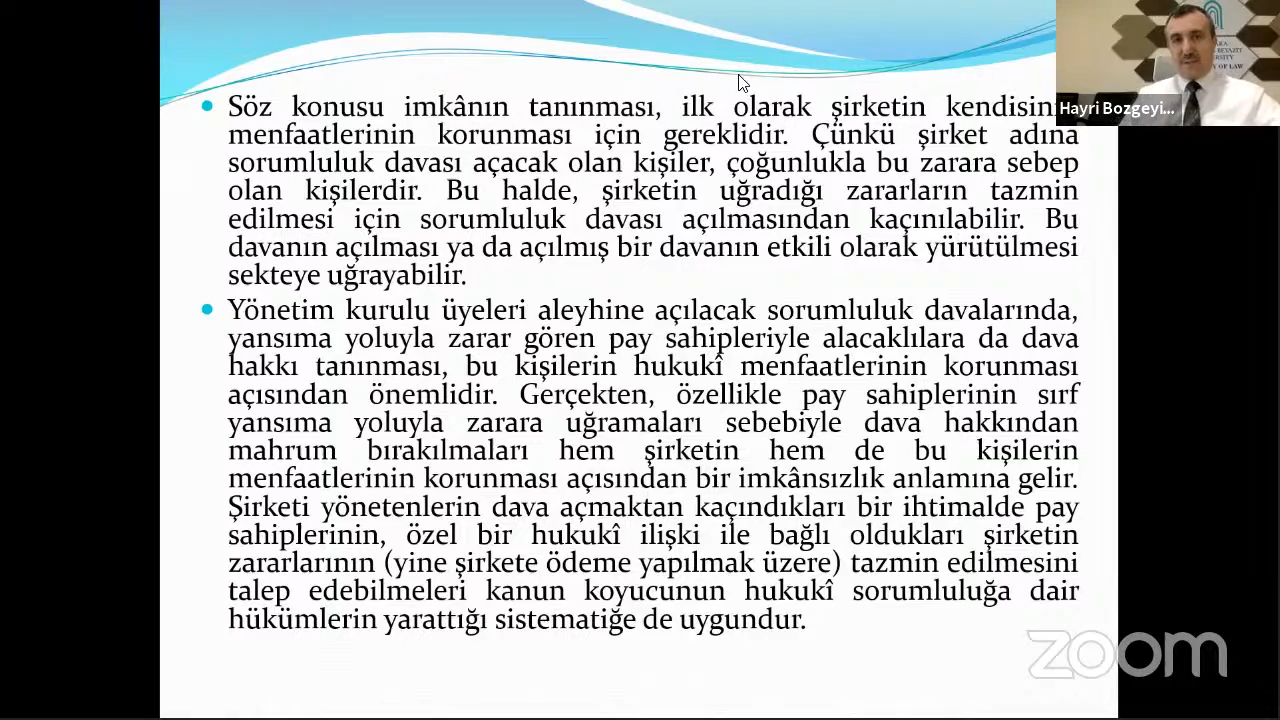 Söz konusu imkânın tanınması, ilk olarak şirketin kendisin
menfaatlerinin korunması için gereklidir. Çünkü şirket adına
sorumluluk davası açacak olan kişiler, çoğunlukla bu zarara sebep
olan kişilerdir. Bu halde, şirketin uğradığı zararların tazmin
edilmesi için sorumluluk davası açılmasından kaçınılabilir. Bu
davanın açılması ya da açılmış bir davanın etkili olarak yürütülmesi
sekteye uğrayabilir.
Yönetim kurulu üyeleri aleyhine açılacak sorumluluk davalarında,
yansıma yoluyla zarar gören pay sahipleriyle alacaklılara da dava
hakkı tanınması, bu kişilerin hukukî menfaatlerinin korunması
açısından önemlidir. Gerçekten, özellikle pay sahiplerinin sırf
yansıma yoluyla zarara uğramaları sebebiyle dava hakkından
mahrum bırakılmaları hem şirketin hem de bu kişilerin
menfaatlerinin korunması açısından bir imkânsızlık anlamına gelir.
Şirketi yönetenlerin dava açmaktan kaçındıkları bir ihtimalde pay
sahiplerinin, özel bir hukukî ilişki ile bağlı oldukları şirketin
zararlarının (yine şirkete ödeme yapılmak üzere) tazmin edilmesini
talep edebilmeleri kanun koyucunun hukukî sorumluluğa dair
hükümlerin yarattığı sistematiğe de uygundur.
Hayri Bozgeyi...
OF LAW
zoom